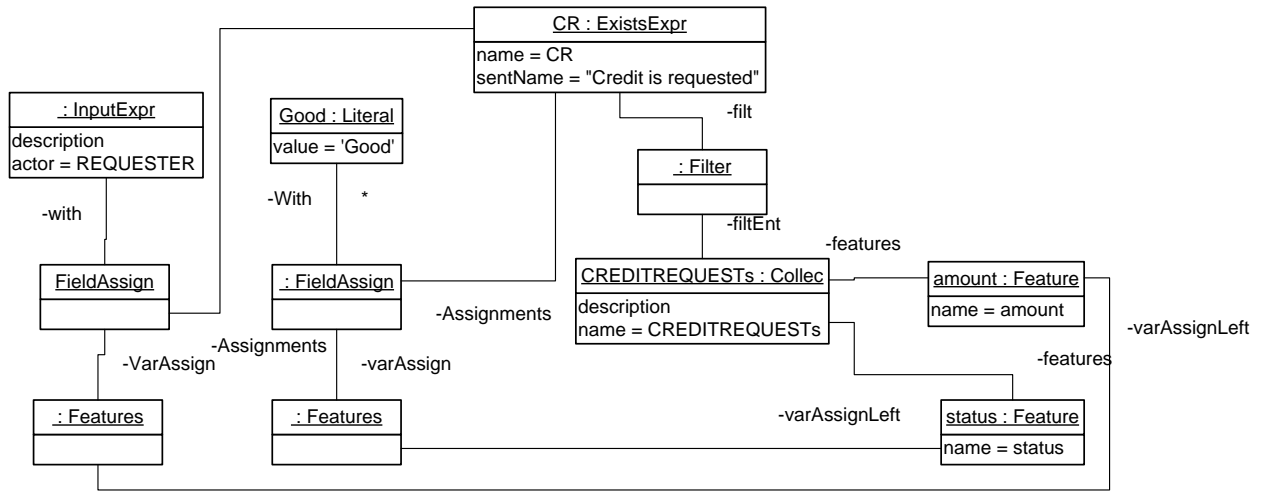 CR : ExistsExpr
name = CR
sentName = "Credit is requested"
: InputExpr
description
actor = REQUESTER
Good : Literal
value = 'Good'
-filt
: Filter
-with
-With
*
-filtEnt
-features
FieldAssign
: FieldAssign
CREDITREQUESTs : Collec
description
name = CREDITREQUESTs
amount : Feature
name = amount
-Assignments
-varAssignLeft
-Assignments
-VarAssign
-varAssign
-features
: Features
: Features
-varAssignLeft
status : Feature
name = status